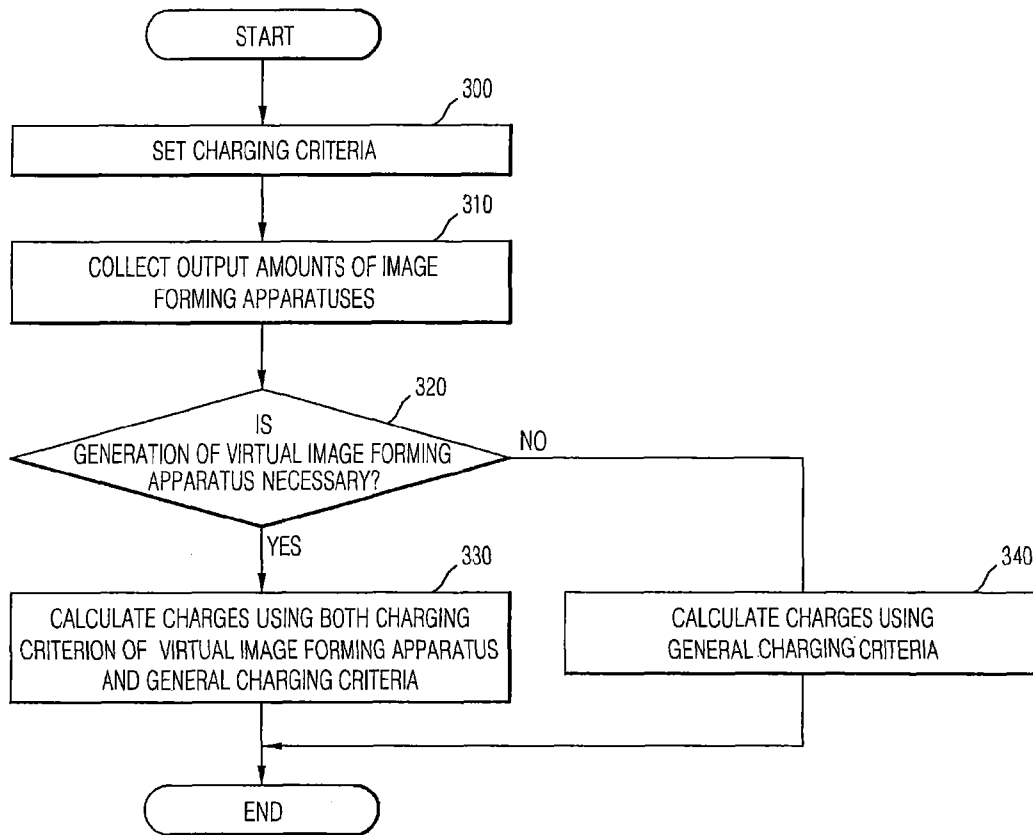 START
300
SET CHARGING CRITERIA
310
COLLECT OUTPUT AMOUNTS OF IMAGE
FORMING APPARATUSES
320
IS
GENERATION OF VIRTUAL IMAGE FORMING
APPARATUS NECESSARY?
NO
YES
330
CALCULATE CHARGES USING BOTH CHARGING
CRITERION OF VIRTUAL IMAGE FORMING APPARATUS
AND GENERAL CHARGING CRITERIA
340
CALCULATE CHARGES USING
GENERAL CHARGING CRITERIA
END